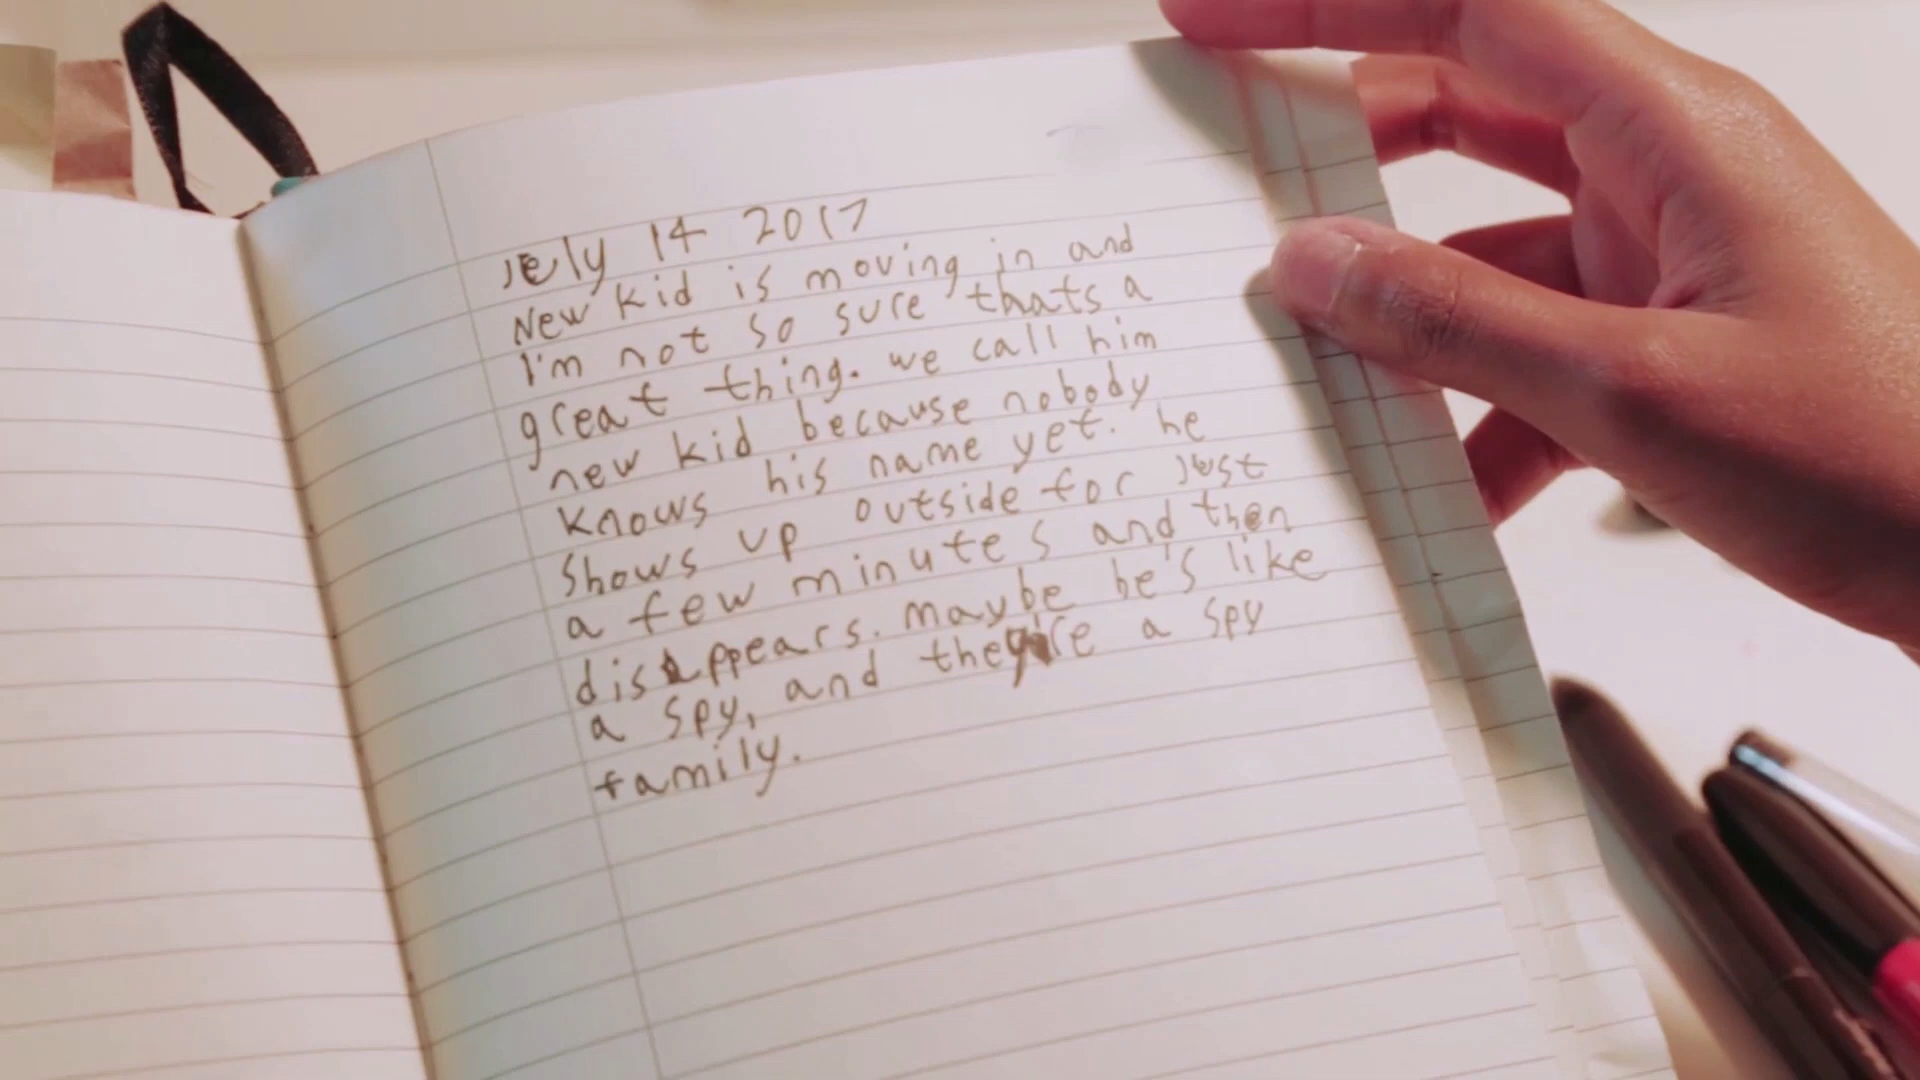 July 14 2017
New kid is moving in and
I'm not so sure thats a
great thing. we call him
new kid because nobody
knows his name yet. he
shows up outside for just
a few minutes and then
disappears. maybe he's like
a spy, and they're a spy
family.